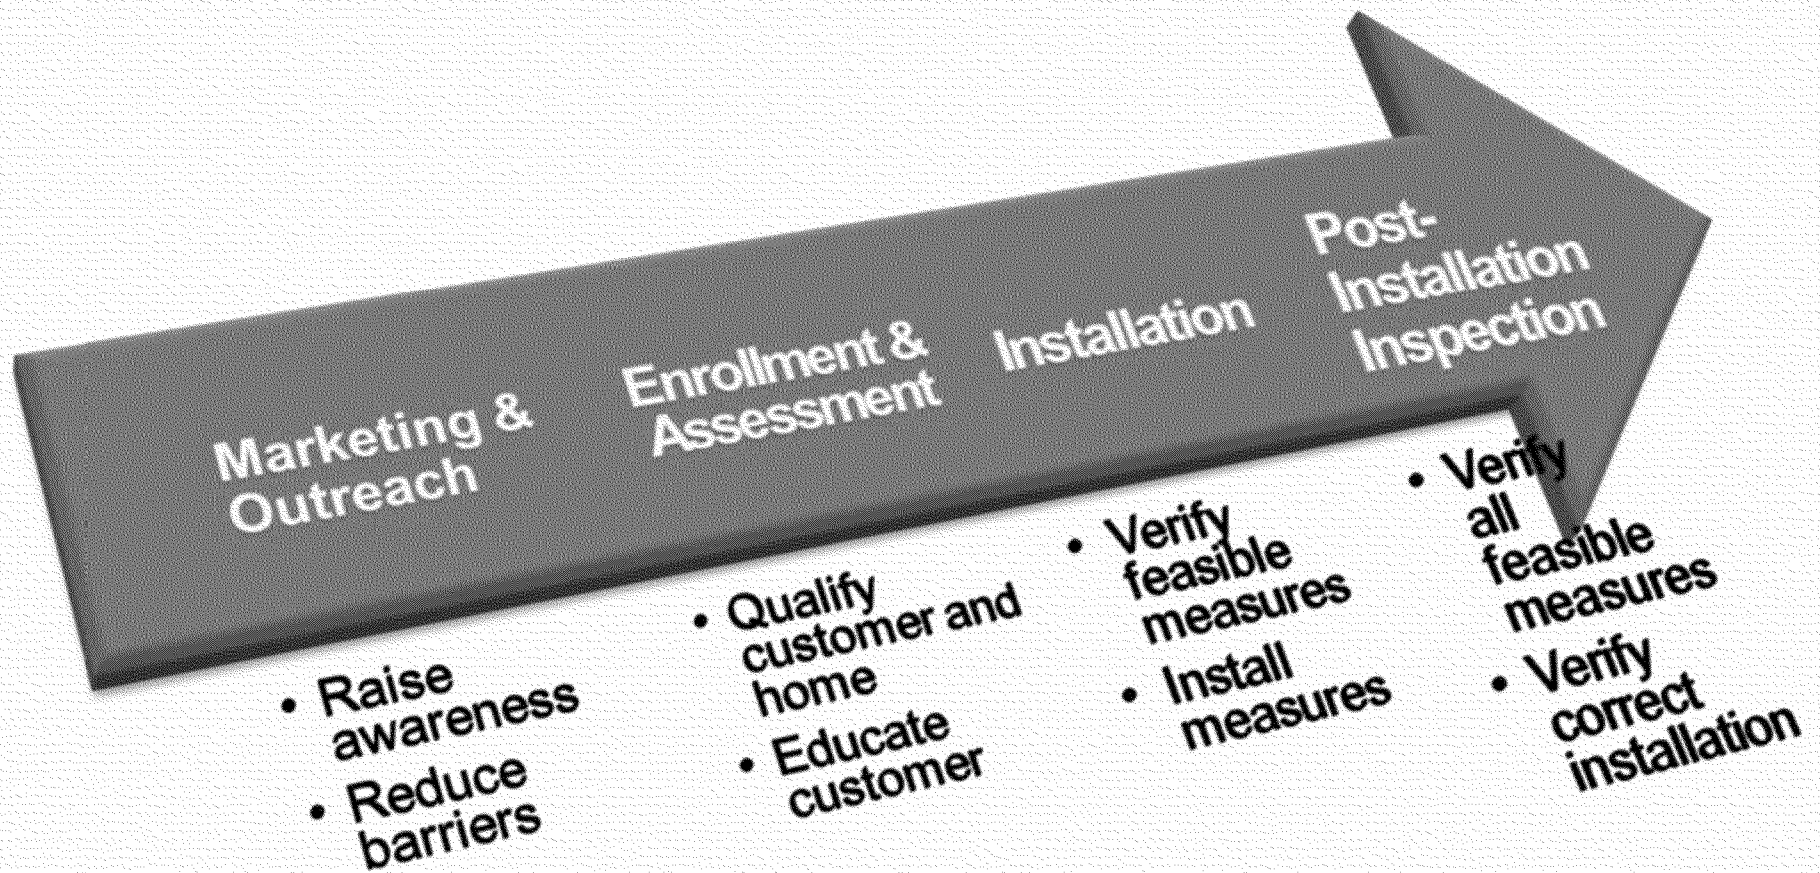 Marketing &
Outreach
Enrollment &
Assessment
Installation
Post-
Installation
Inspection
• Raise
awareness
• Reduce
barriers
• Qualify
customer and
home
• Educate
customer
• Verify
feasible
measures
• Install
measures
• Verify
all
feasible
measures
• Verify
correct
installation